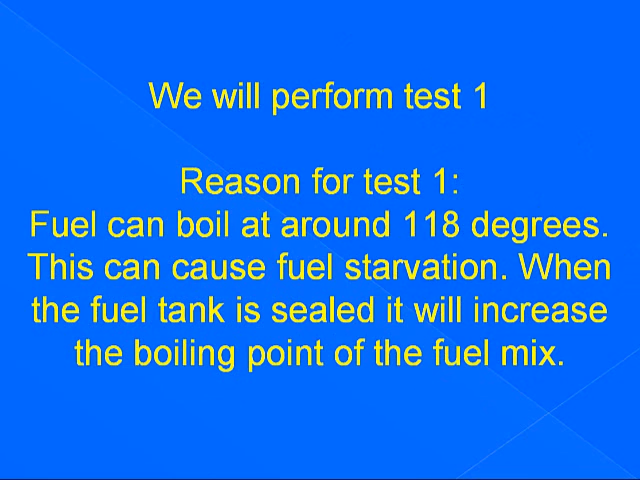 We will perform test 1
Reason for test 1:
Fuel can boil at around 118 degrees.
This can cause fuel starvation. When
the fuel tank is sealed it will increase
the boiling point of the fuel mix.